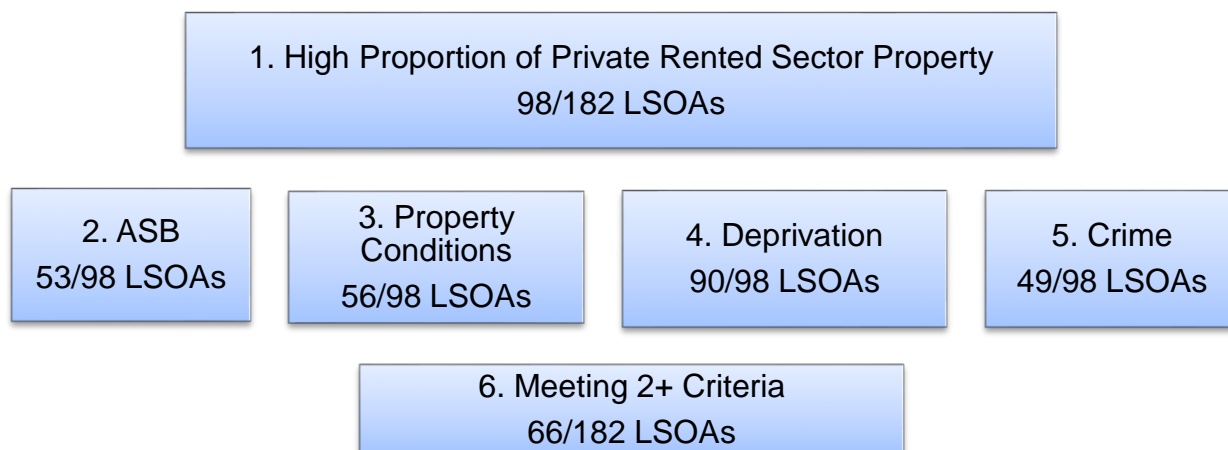 1. High Proportion of Private Rented Sector Property
98/182 LSOAs
2. ASB
53/98 LSOAs
3. Property
Conditions
56/98 LSOAs
4. Deprivation
90/98 LSOAs
5. Crime
49/98 LSOAs
6. Meeting 2+ Criteria
66/182 LSOAs